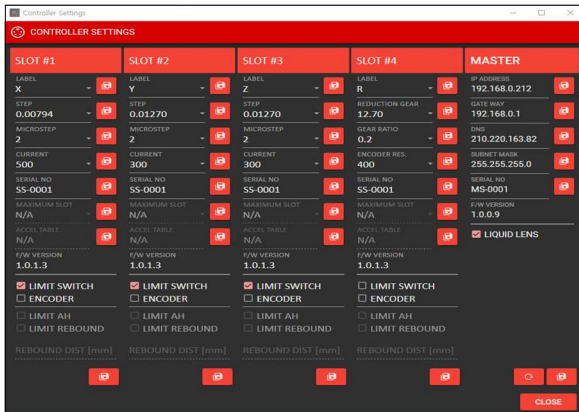 Controller Settings
CONTROLLER SETTINGS
SLOT #1
LABEL
X
STEP
0.00794
MICROSTEP
2
CURRENT
500
SERIAL NO
SS-0001
MAXIMUM SLOT
N/A
ACCEL TABLE
N/A
F/W VERSION
1.0.1.3
LIMIT SWITCH
ENCODER
LIMIT AH
LIMIT REBOUND
REBOUND DIST [mm]
SLOT #2
LABEL
Y
STEP
0.01270
MICROSTEP
2
CURRENT
300
SERIAL NO
SS-0001
MAXIMUM SLOT
N/A
ACCEL TABLE
N/A
F/W VERSION
1.0.1.3
LIMIT SWITCH
ENCODER
LIMIT AH
LIMIT REBOUND
REBOUND DIST [mm]
SLOT #3
LABEL
Z
STEP
0.01270
MICROSTEP
2
CURRENT
300
SERIAL NO
SS-0001
MAXIMUM SLOT
N/A
ACCEL TABLE
N/A
F/W VERSION
1.0.1.3
LIMIT SWITCH
ENCODER
LIMIT AH
LIMIT REBOUND
REBOUND DIST [mm]
SLOT #4
LABEL
R
REDUCTION GEAR
12.70
GEAR RATIO
0.2
ENCODER RES.
400
SERIAL NO
SS-0001
MAXIMUM SLOT
N/A
ACCEL TABLE
N/A
F/W VERSION
1.0.1.3
LIMIT SWITCH
ENCODER
LIMIT AH
LIMIT REBOUND
REBOUND DIST [mm]
MASTER
IP ADDRESS
192.168.0.212
GATE WAY
192.168.0.1
DNS
210.220.163.82
SUBNET MASK
255.255.255.0
SERIAL NO
MS-0001
F/W VERSION
1.0.0.9
LIQUID LENS
CLOSE